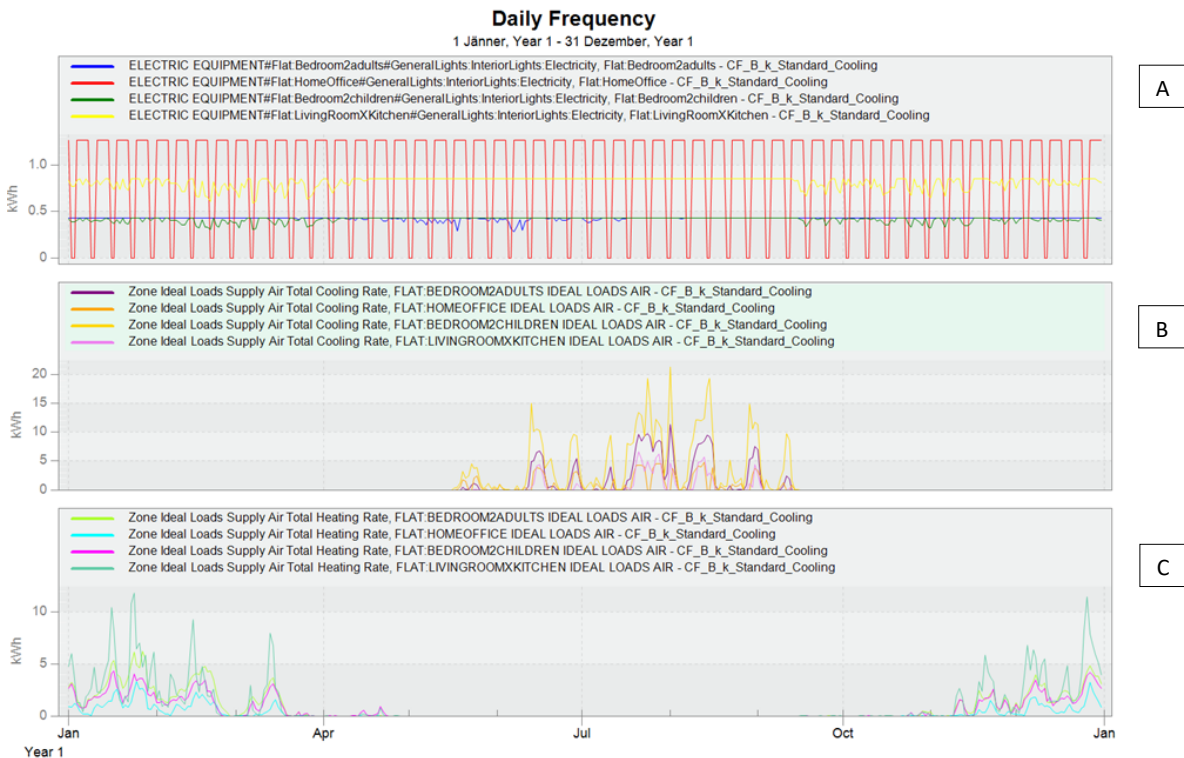 Daily Frequency
1 Jänner, Year 1 - 31 Dezember, Year 1
ELECTRIC EQUIPMENT#Flat:Bedroom2adults#GeneralLights:InteriorLights:Electricity, Flat:Bedroom2adults - CF_B_k_Standard_Cooling
ELECTRIC EQUIPMENT#Flat:HomeOffice#GeneralLights:InteriorLights:Electricity, Flat:HomeOffice - CF_B_k_Standard_Cooling
ELECTRIC EQUIPMENT#Flat:Bedroom2children#GeneralLights:InteriorLights:Electricity, Flat:Bedroom2children - CF_B_k_Standard_Cooling
ELECTRIC EQUIPMENT#Flat:LivingRoomXKitchen#GeneralLights:InteriorLights:Electricity, Flat:LivingRoomXKitchen - CF_B_k_Standard_Cooling
A
1.0
0.5
0
kWh
Zone Ideal Loads Supply Air Total Cooling Rate, FLAT:BEDROOM2ADULTS IDEAL LOADS AIR - CF_B_k_Standard_Cooling
Zone Ideal Loads Supply Air Total Cooling Rate, FLAT:HOMEOFFICE IDEAL LOADS AIR - CF_B_k_Standard_Cooling
Zone Ideal Loads Supply Air Total Cooling Rate, FLAT:BEDROOM2CHILDREN IDEAL LOADS AIR - CF_B_k_Standard_Cooling
Zone Ideal Loads Supply Air Total Cooling Rate, FLAT:LIVINGROOMXKITCHEN IDEAL LOADS AIR - CF_B_k_Standard_Cooling
B
20
15
10
5
0
kWh
Zone Ideal Loads Supply Air Total Heating Rate, FLAT:BEDROOM2ADULTS IDEAL LOADS AIR - CF_B_k_Standard_Cooling
Zone Ideal Loads Supply Air Total Heating Rate, FLAT:HOMEOFFICE IDEAL LOADS AIR - CF_B_k_Standard_Cooling
Zone Ideal Loads Supply Air Total Heating Rate, FLAT:BEDROOM2CHILDREN IDEAL LOADS AIR - CF_B_k_Standard_Cooling
Zone Ideal Loads Supply Air Total Heating Rate, FLAT:LIVINGROOMXKITCHEN IDEAL LOADS AIR - CF_B_k_Standard_Cooling
C
10
5
0
kWh
Jan Apr Jul Oct Jan
Year 1